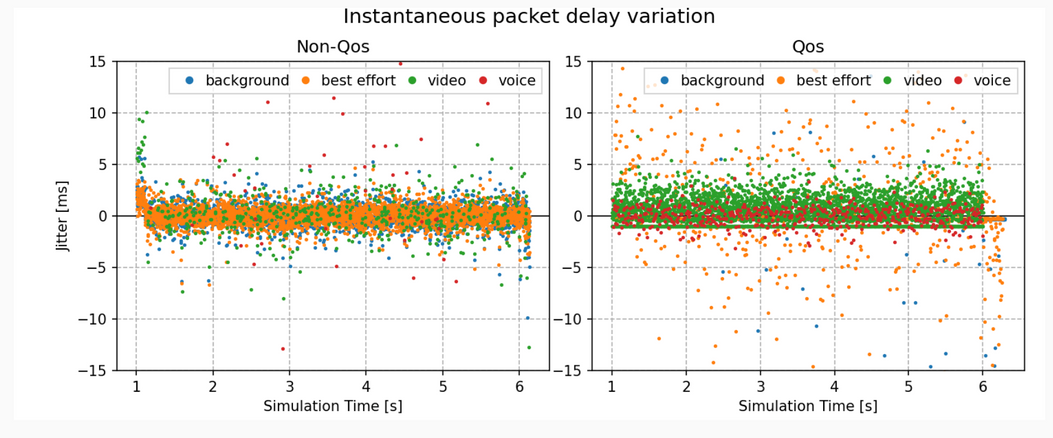 Instantaneous packet delay variation
Non-Qos
background best effort video voice
15
10
5
0
−5
−10
−15
Jitter [ms]
1 2 3 4 5 6
Simulation Time [s]
Qos
background best effort video voice
15
10
5
0
−5
−10
−15
1 2 3 4 5 6
Simulation Time [s]